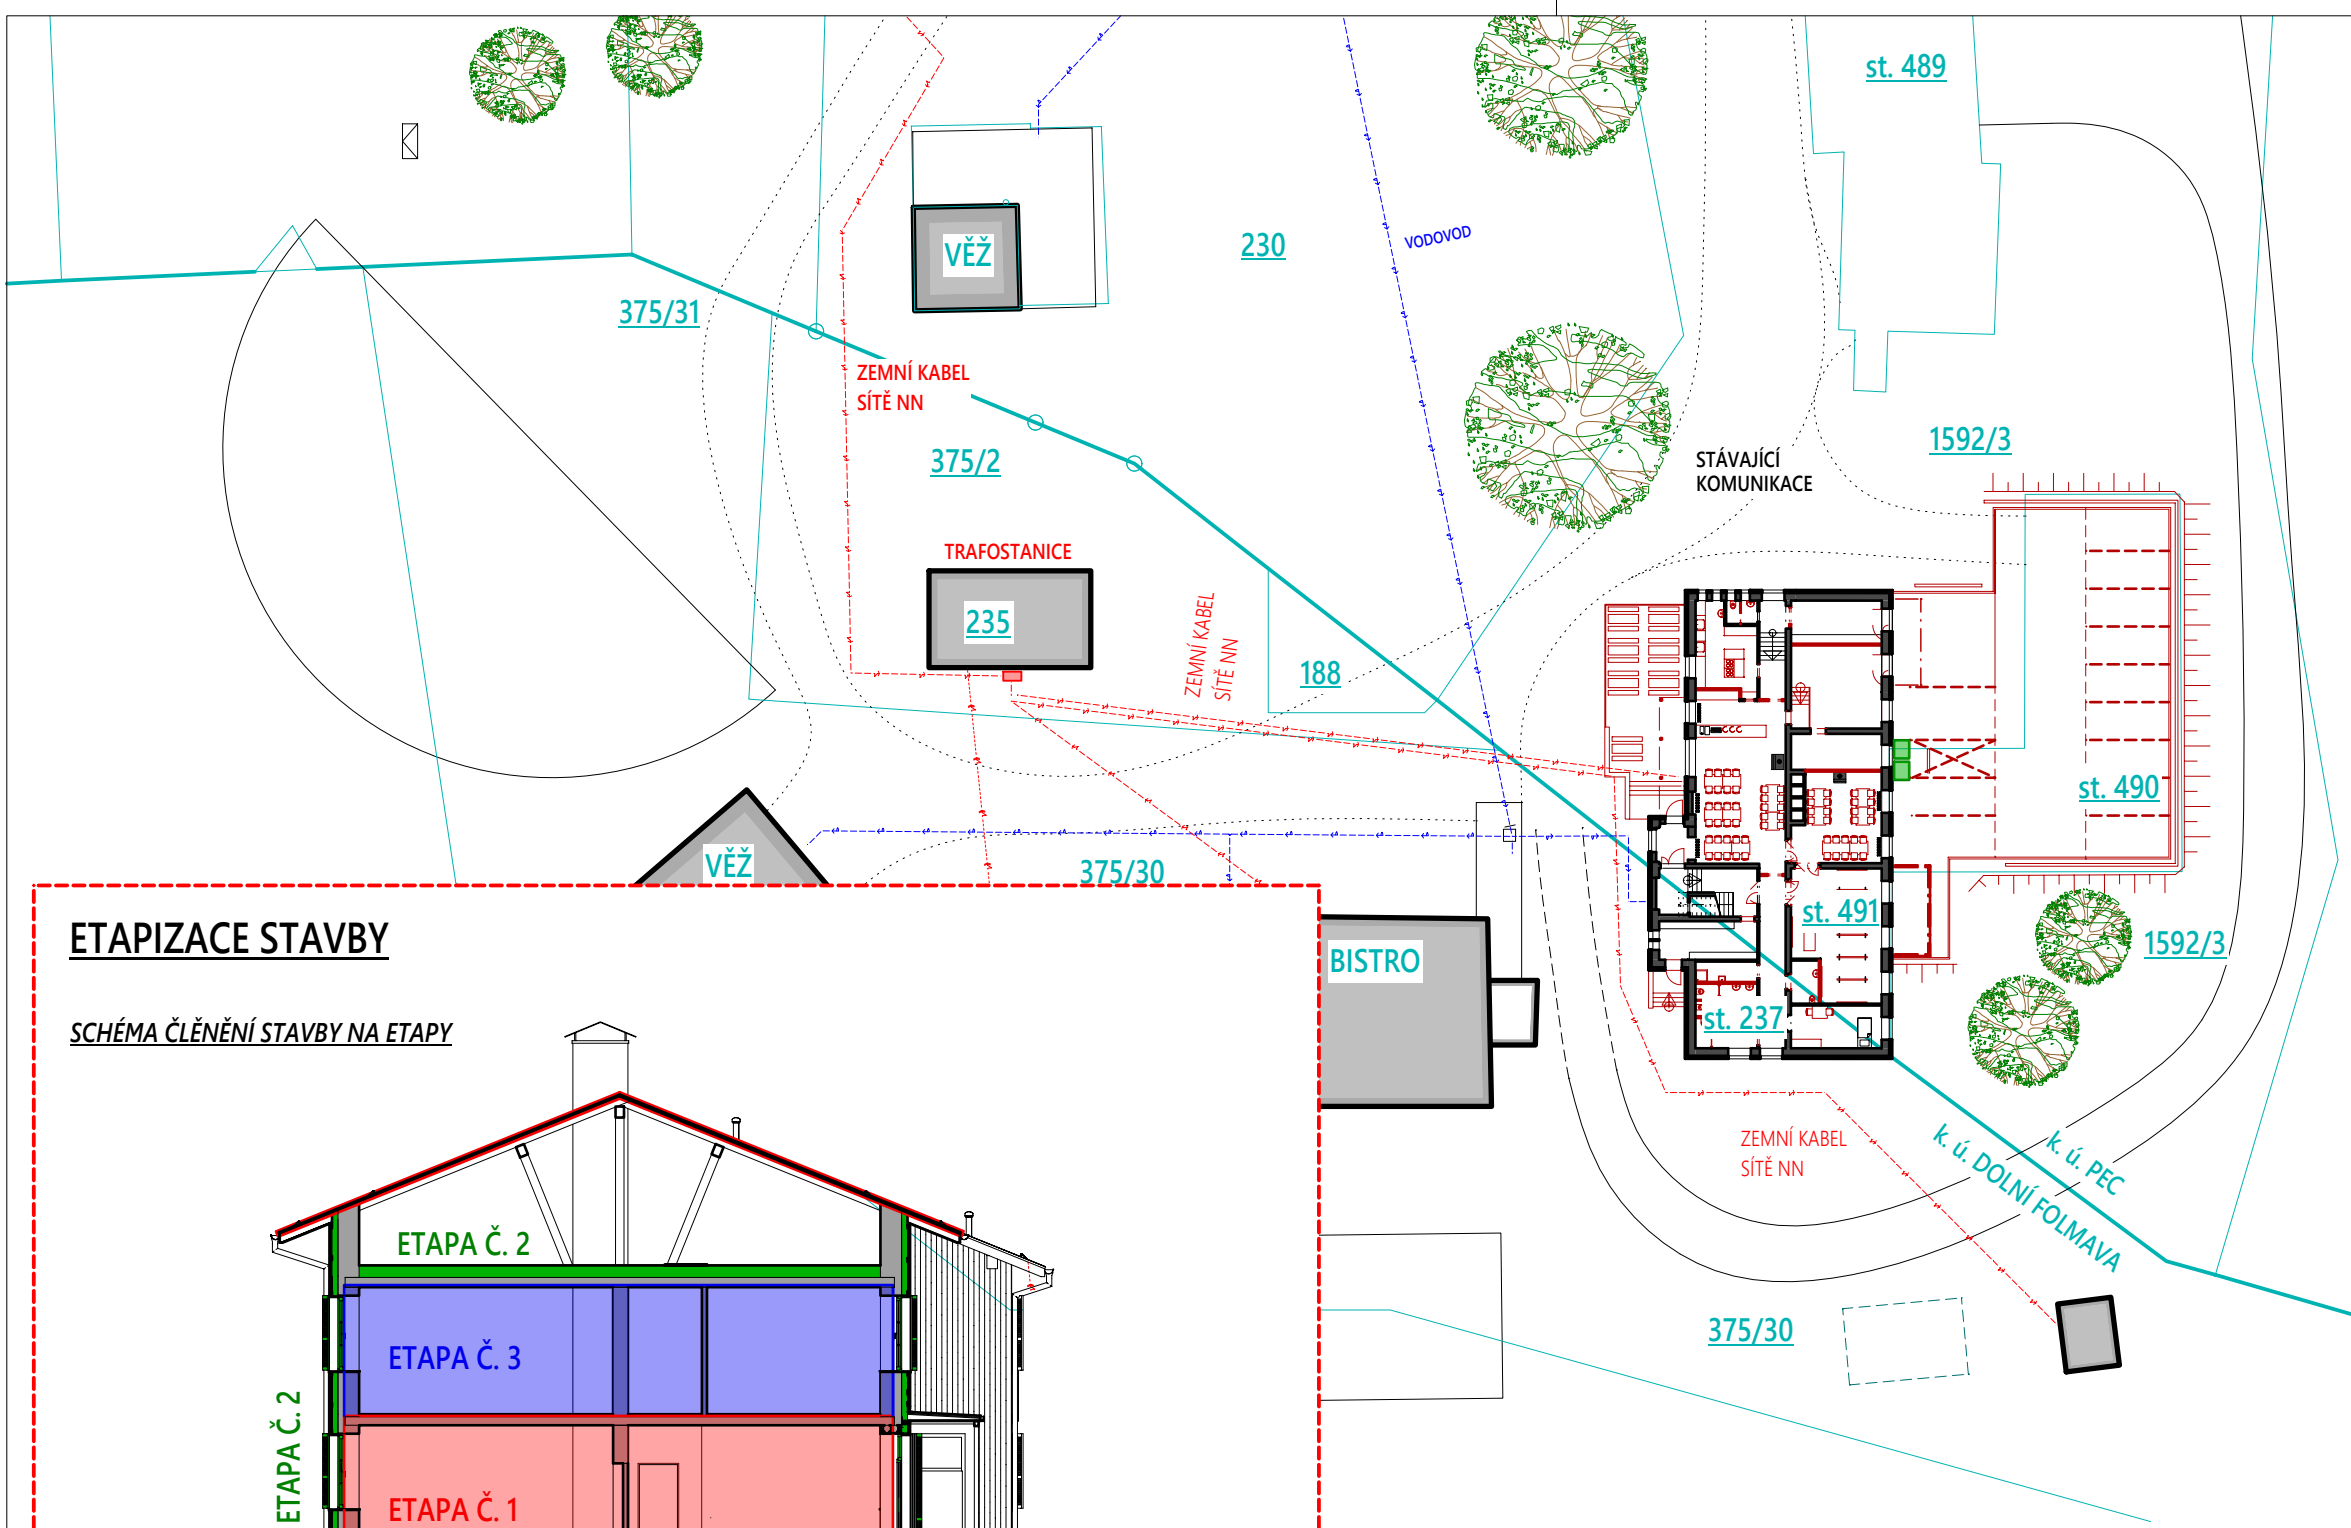 st. 489
VĚŽ
230
VODOVOD
375/31
ZEMNÍ KABEL
SÍTĚ NN
375/2
1592/3
STÁVAJÍCÍ
KOMUNIKACE
TRAFOSTANICE
235
ZEMNÍ KABEL
SÍTĚ NN
188
st. 490
VĚŽ
375/30
st. 491
1592/3
ETAPIZACE STAVBY
BISTRO
st. 237
SCHÉMA ČLĚNĚNÍ STAVBY NA ETAPY
ZEMNÍ KABEL
SÍTĚ NN
k. ú. PEC
k. ú. DOLNÍ FOLMAVA
ETAPA Č. 2
375/30
ETAPA Č. 3
ETAPA Č. 2
ETAPA Č. 1